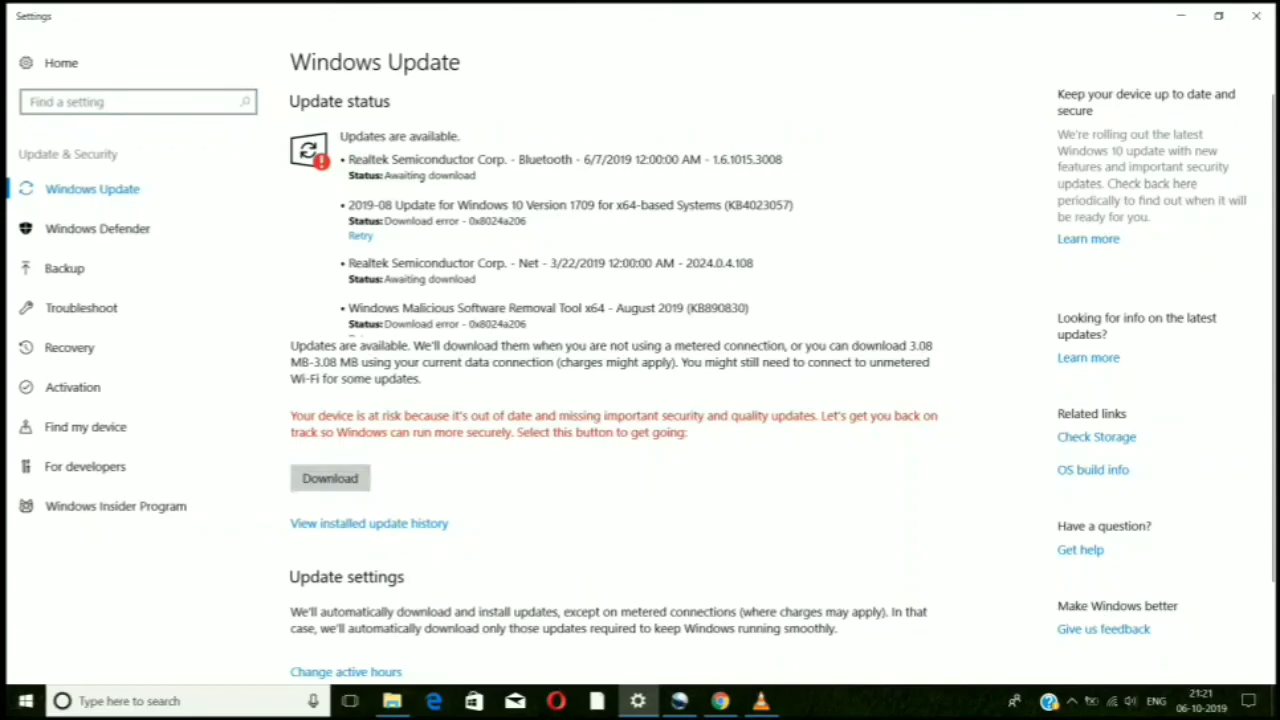 Settings
Home
Find a setting
Update & Security
Windows Update
Windows Defender
Backup
Troubleshoot
Recovery
Activation
Find my device
For developers
Windows Insider Program
Windows Update
Update status
Updates are available.
• Realtek Semiconductor Corp. - Bluetooth - 6/7/2019 12:00:00 AM - 1.6.1015.3008
Status: Awaiting download
• 2019-08 Update for Windows 10 Version 1709 for x64-based Systems (KB4023057)
Status: Download error - 0x8024a206
Retry
• Realtek Semiconductor Corp. - Net - 3/22/2019 12:00:00 AM - 2024.0.4.108
Status: Awaiting download
• Windows Malicious Software Removal Tool x64 - August 2019 (KB890830)
Status: Download error - 0x8024a206
Updates are available. We'll download them when you are not using a metered connection, or you can download 3.08
MB-3.08 MB using your current data connection (charges might apply). You might still need to connect to unmetered
Wi-Fi for some updates.
Your device is at risk because it's out of date and missing important security and quality updates. Let's get you back on
track so Windows can run more securely. Select this button to get going:
Download
View installed update history
Update settings
We'll automatically download and install updates, except on metered connections (where charges may apply). In that
case, we'll automatically download only those updates required to keep Windows running smoothly.
Change active hours
Keep your device up to date and
secure
We're rolling out the latest
Windows 10 update with new
features and important security
updates. Check back here
periodically to find out when it will
be ready for you.
Learn more
Looking for info on the latest
updates?
Learn more
Related links
Check Storage
OS build info
Have a question?
Get help
Make Windows better
Give us feedback
Type here to search
ENG
21:21
06-10-2019